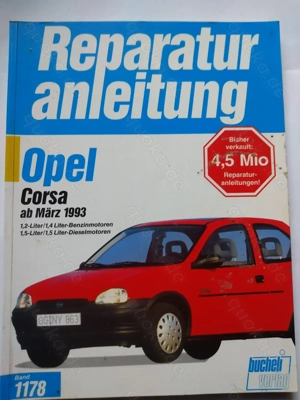 Reparatur
anleitung
Bisher
verkauft:
4,5 Mio
Reparatur-
anleitungen!
Opel
Corsa
ab März 1993
1,2-Liter/1,4 Liter-Benzinmotoren
1,5-Liter/1,5 Liter-Dieselmotoren
Band
1178
bucheli
verlag